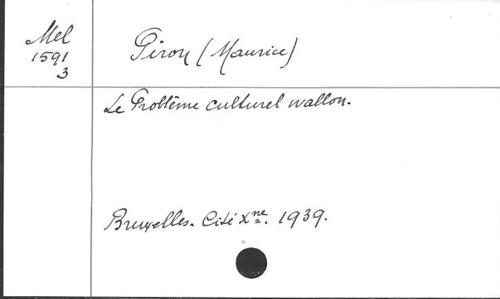 Mel
1591
3
Piron (Maurice)
Le Problème culturel wallon.
Bruxelles. Cité Xne. 1939.